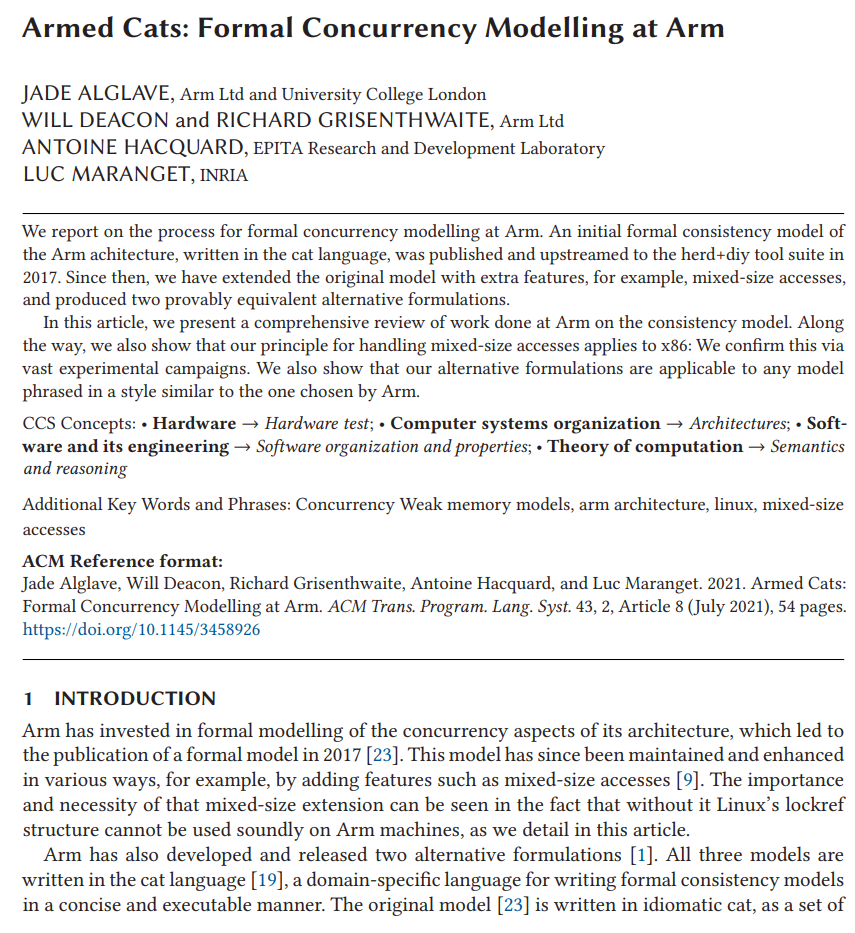 Armed Cats: Formal Concurrency Modelling at Arm
JADE ALGLAVE, Arm Ltd and University College London
WILL DEACON and RICHARD GRISENTHWAITE, Arm Ltd
ANTOINE HACQUARD, EPITA Research and Development Laboratory
LUC MARANGET, INRIA
We report on the process for formal concurrency modelling at Arm. An initial formal consistency model of
the Arm achitecture, written in the cat language, was published and upstreamed to the herd+diy tool suite in
2017. Since then, we have extended the original model with extra features, for example, mixed-size accesses,
and produced two provably equivalent alternative formulations.
In this article, we present a comprehensive review of work done at Arm on the consistency model. Along
the way, we also show that our principle for handling mixed-size accesses applies to x86: We confirm this via
vast experimental campaigns. We also show that our alternative formulations are applicable to any model
phrased in a style similar to the one chosen by Arm.
CCS Concepts: • Hardware → Hardware test; • Computer systems organization → Architectures; • Soft-
ware and its engineering → Software organization and properties; • Theory of computation → Semantics
and reasoning
Additional Key Words and Phrases: Concurrency Weak memory models, arm architecture, linux, mixed-size
accesses
ACM Reference format:
Jade Alglave, Will Deacon, Richard Grisenthwaite, Antoine Hacquard, and Luc Maranget. 2021. Armed Cats:
Formal Concurrency Modelling at Arm. ACM Trans. Program. Lang. Syst. 43, 2, Article 8 (July 2021), 54 pages.
https://doi.org/10.1145/3458926
1 INTRODUCTION
Arm has invested in formal modelling of the concurrency aspects of its architecture, which led to
the publication of a formal model in 2017 [23]. This model has since been maintained and enhanced
in various ways, for example, by adding features such as mixed-size accesses [9]. The importance
and necessity of that mixed-size extension can be seen in the fact that without it Linux's lockref
structure cannot be used soundly on Arm machines, as we detail in this article.
Arm has also developed and released two alternative formulations [1]. All three models are
written in the cat language [19], a domain-specific language for writing formal consistency models
in a concise and executable manner. The original model [23] is written in idiomatic cat, as a set of